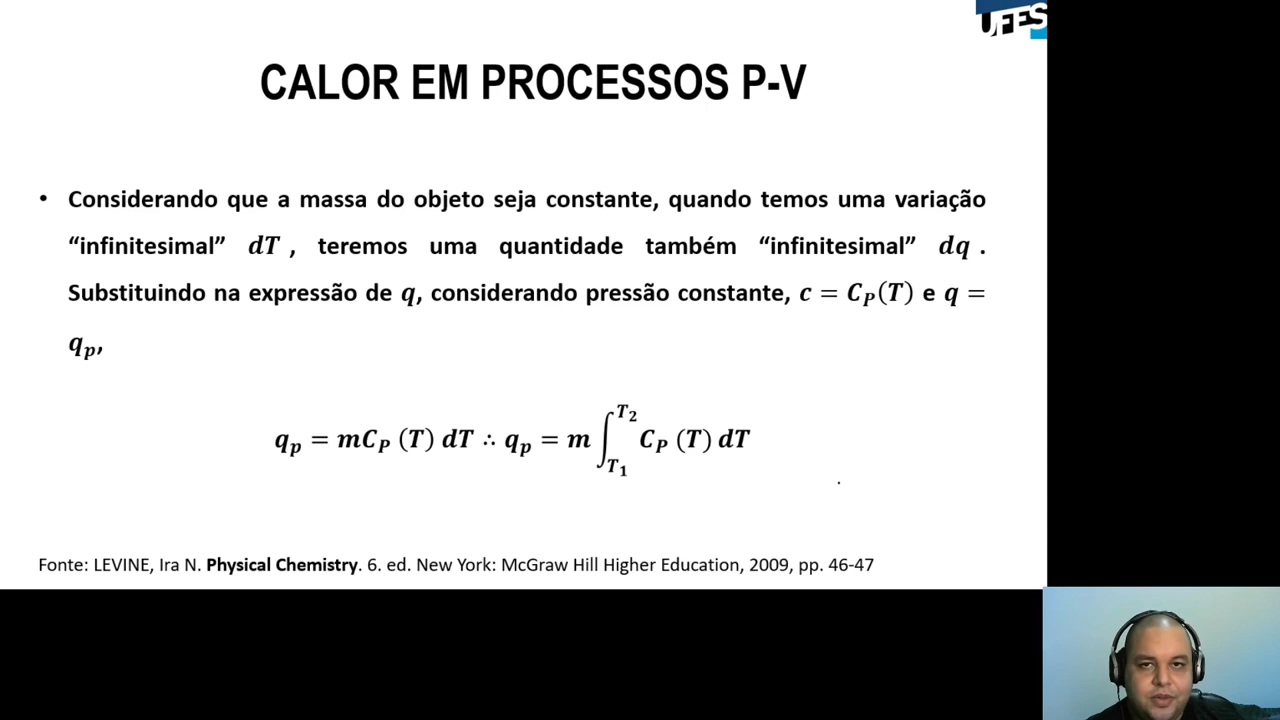 UFES
CALOR EM PROCESSOS P-V
• Considerando que a massa do objeto seja constante, quando temos uma variação
“infinitesimal” dT , teremos uma quantidade também “infinitesimal” dq .
Substituindo na expressão de q, considerando pressão constante, c = C_P(T) e q =
q_p,
q_p = mC_P (T) dT ∴ q_p = m ∫_{T_1}^{T_2} C_P (T) dT
Fonte: LEVINE, Ira N. Physical Chemistry. 6. ed. New York: McGraw Hill Higher Education, 2009, pp. 46-47